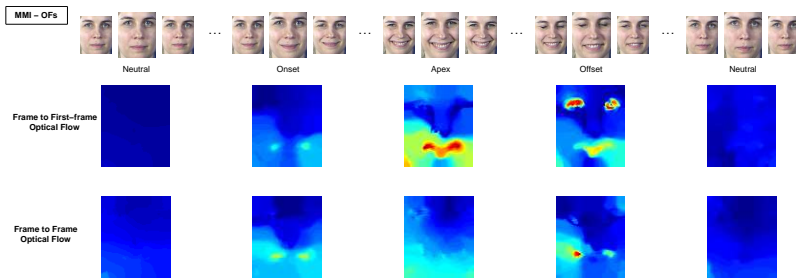 MMI – OFs
... ... ... ...
Neutral Onset Apex Offset Neutral
Frame to First–frame
Optical Flow
Frame to Frame
Optical Flow